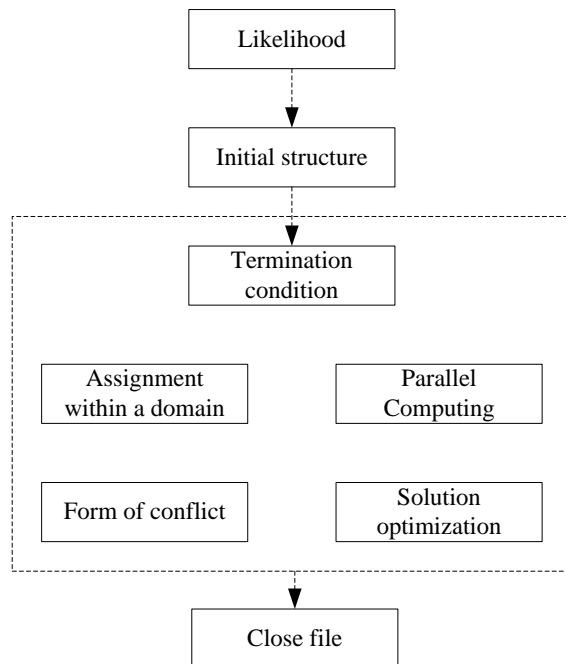 Likelihood
Initial structure
Termination
condition
Assignment
within a domain
Parallel
Computing
Form of conflict
Solution
optimization
Close file